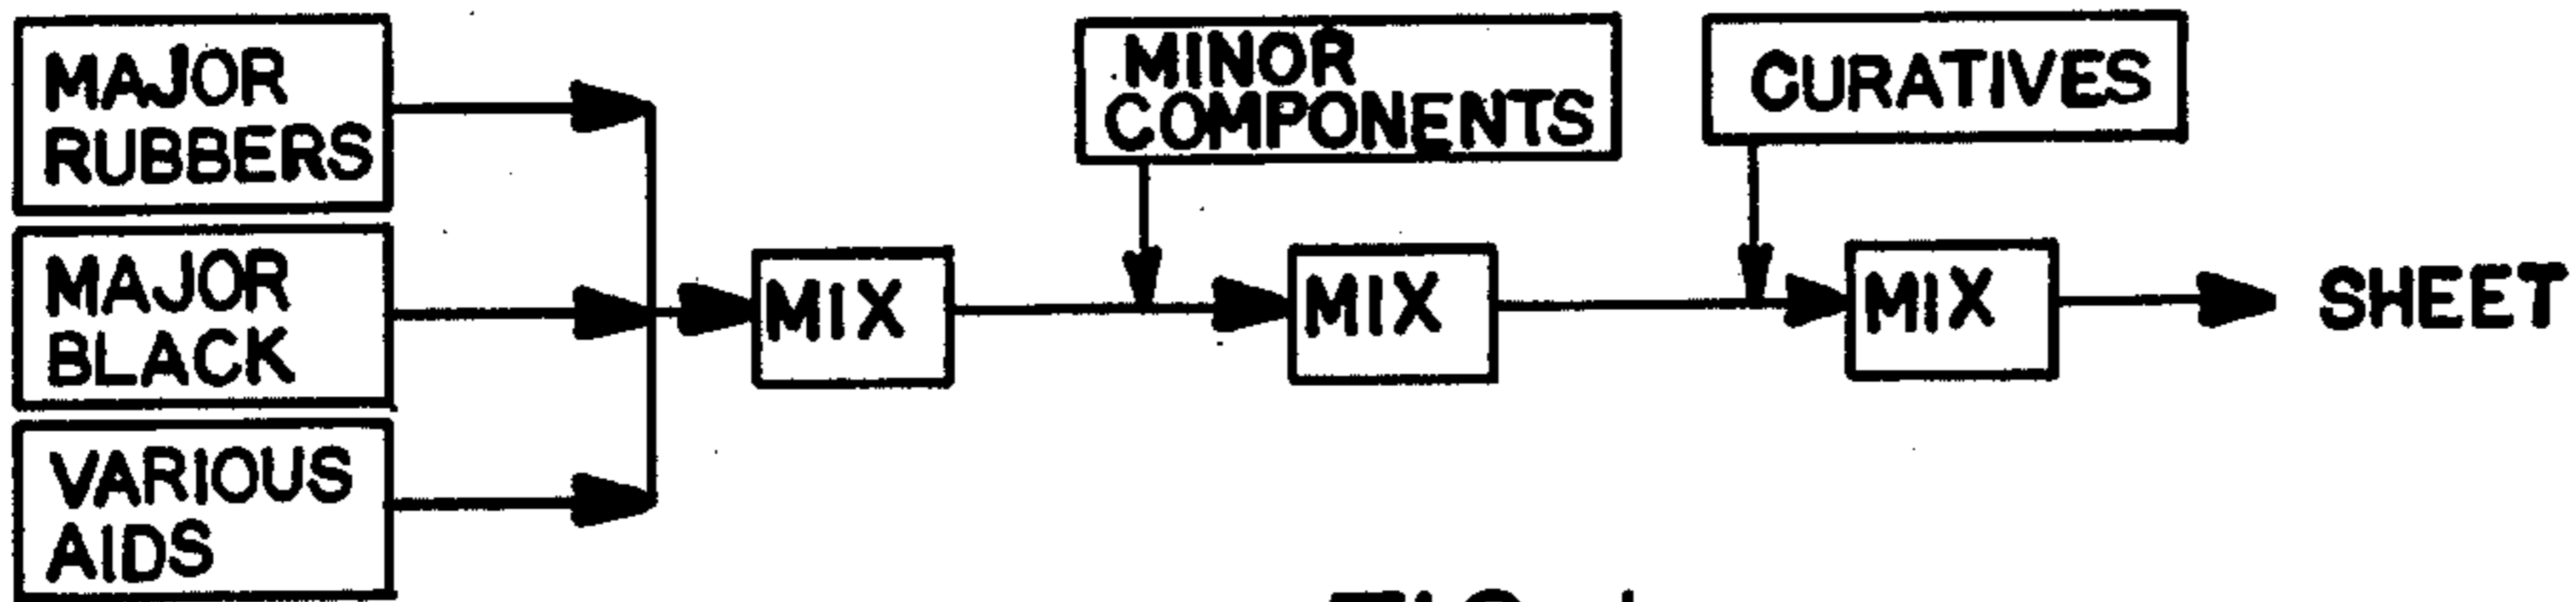 MAJOR
RUBBERS
MAJOR
BLACK
VARIOUS
AIDS
MIX
MINOR
COMPONENTS
MIX
CURATIVES
MIX
SHEET